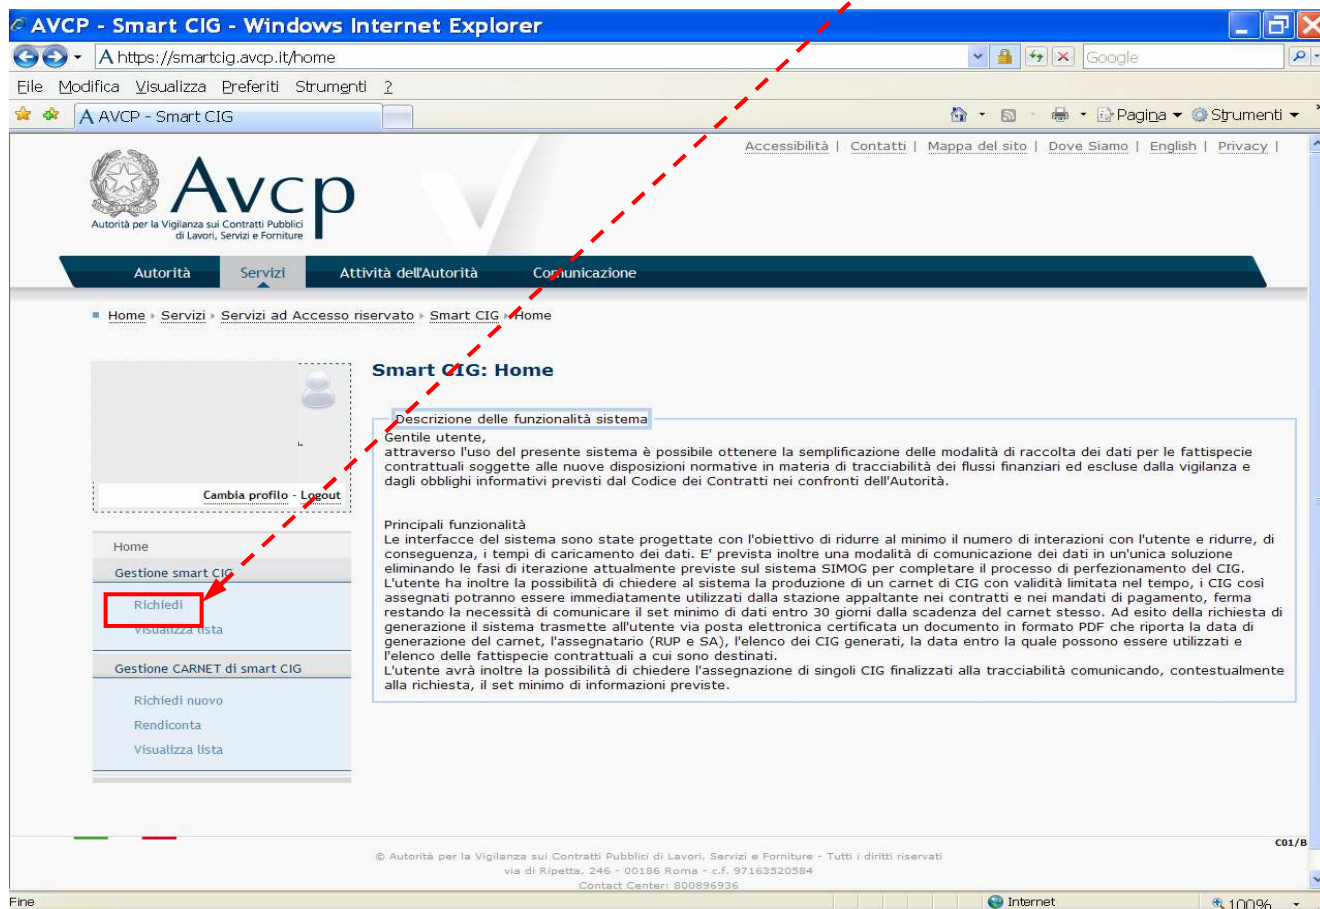 AVCP - Smart CIG - Windows Internet Explorer
https://smartcig.avcp.it/home
Google
File Modifica Visualizza Preferiti Strumenti ?
AVCP - Smart CIG
Pagina
Strumenti
Accessibilità | Contatti | Mappa del sito | Dove Siamo | English | Privacy |
Avcp
Autorità per la Vigilanza sui Contratti Pubblici
di Lavori, Servizi e Forniture
Autorità Servizi Attività dell'Autorità Comunicazione
Home › Servizi › Servizi ad Accesso riservato › Smart CIG › Home
Smart CIG: Home
Descrizione delle funzionalità sistema
Gentile utente,
attraverso l'uso del presente sistema è possibile ottenere la semplificazione delle modalità di raccolta dei dati per le fattispecie
contrattuali soggette alle nuove disposizioni normative in materia di tracciabilità dei flussi finanziari ed escluse dalla vigilanza e
dagli obblighi informativi previsti dal Codice dei Contratti nei confronti dell'Autorità.
Principali funzionalità
Le interfacce del sistema sono state progettate con l'obiettivo di ridurre al minimo il numero di interazioni con l'utente e ridurre, di
conseguenza, i tempi di caricamento dei dati. E' prevista inoltre una modalità di comunicazione dei dati in un'unica soluzione
eliminando le fasi di iterazione attualmente previste sul sistema SIMOG per completare il processo di perfezionamento del CIG.
L'utente ha inoltre la possibilità di chiedere al sistema la produzione di un carnet di CIG con validità limitata nel tempo, i CIG così
assegnati potranno essere immediatamente utilizzati dalla stazione appaltante nei contratti e nei mandati di pagamento, ferma
restando la necessità di comunicare il set minimo di dati entro 30 giorni dalla scadenza del carnet stesso. Ad esito della richiesta di
generazione il sistema trasmette all'utente via posta elettronica certificata un documento in formato PDF che riporta la data di
generazione del carnet, l'assegnatario (RUP e SA), l'elenco dei CIG generati, la data entro la quale possono essere utilizzati e
l'elenco delle fattispecie contrattuali a cui sono destinati.
L'utente avrà inoltre la possibilità di chiedere l'assegnazione di singoli CIG finalizzati alla tracciabilità comunicando, contestualmente
alla richiesta, il set minimo di informazioni previste.
Cambia profilo - Logout
Home
Gestione smart CIG
Richiedi
Visualizza lista
Gestione CARNET di smart CIG
Richiedi nuovo
Rendiconta
Visualizza lista
C01/B
© Autorità per la Vigilanza sui Contratti Pubblici di Lavori, Servizi e Forniture - Tutti i diritti riservati
via di Ripetta, 246 - 00186 Roma - c.f. 97163520584
Contact Center: 800896936
Fine
Internet
100%